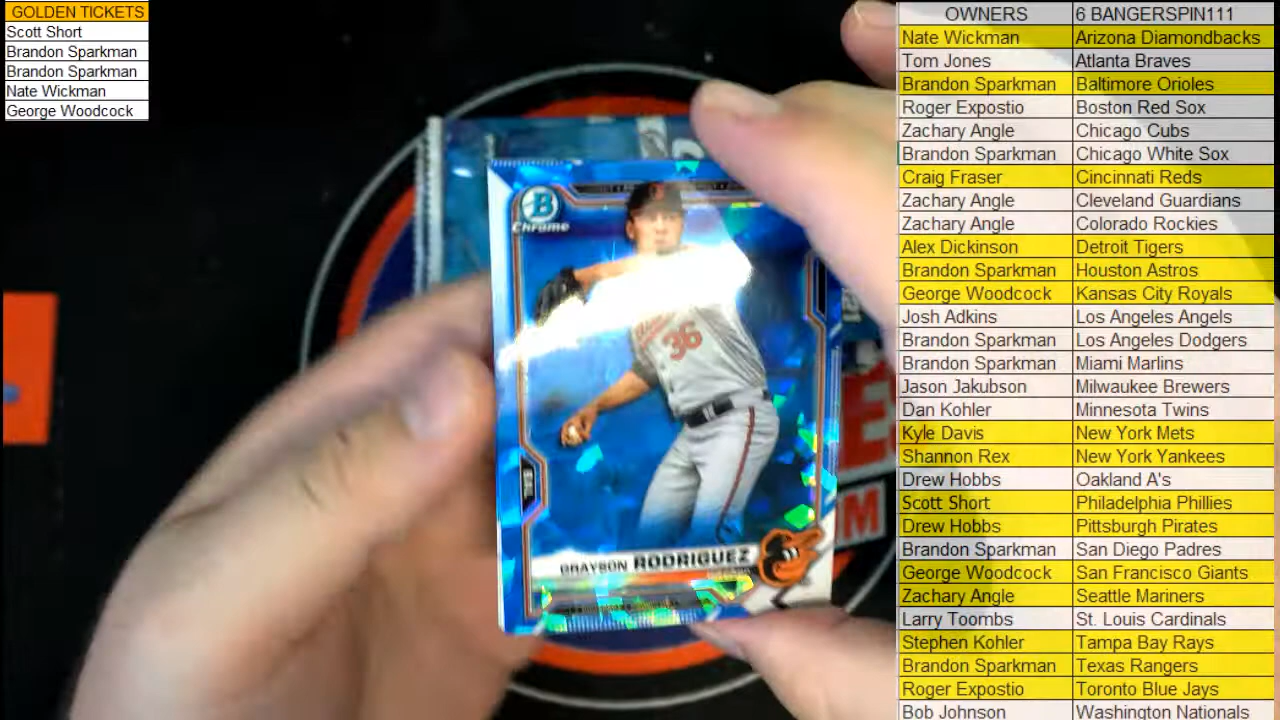 GOLDEN TICKETS
Scott Short
Brandon Sparkman
Brandon Sparkman
Nate Wickman
George Woodcock
B
Chrome
36
GRAYSON RODRIGUEZ
OWNERS 6 BANGERSPIN111
Nate Wickman Arizona Diamondbacks
Tom Jones Atlanta Braves
Brandon Sparkman Baltimore Orioles
Roger Expostio Boston Red Sox
Zachary Angle Chicago Cubs
Brandon Sparkman Chicago White Sox
Craig Fraser Cincinnati Reds
Zachary Angle Cleveland Guardians
Zachary Angle Colorado Rockies
Alex Dickinson Detroit Tigers
Brandon Sparkman Houston Astros
George Woodcock Kansas City Royals
Josh Adkins Los Angeles Angels
Brandon Sparkman Los Angeles Dodgers
Brandon Sparkman Miami Marlins
Jason Jakubson Milwaukee Brewers
Dan Kohler Minnesota Twins
Kyle Davis New York Mets
Shannon Rex New York Yankees
Drew Hobbs Oakland A's
Scott Short Philadelphia Phillies
Drew Hobbs Pittsburgh Pirates
Brandon Sparkman San Diego Padres
George Woodcock San Francisco Giants
Zachary Angle Seattle Mariners
Larry Toombs St. Louis Cardinals
Stephen Kohler Tampa Bay Rays
Brandon Sparkman Texas Rangers
Roger Expostio Toronto Blue Jays
Bob Johnson Washington Nationals